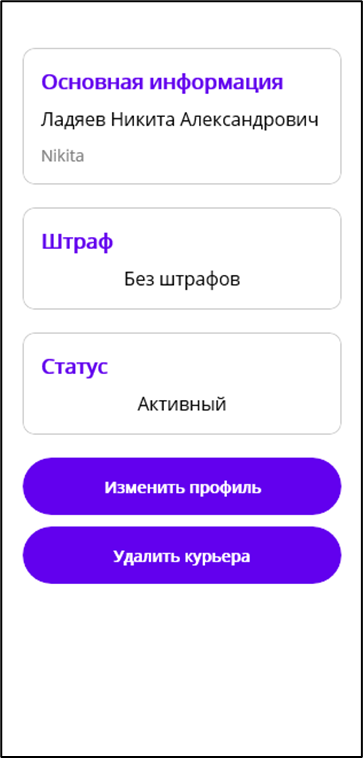 Основная информация
Ладяев Никита Александрович
Nikita
Штраф
Без штрафов
Статус
Активный
Изменить профиль
Удалить курьера